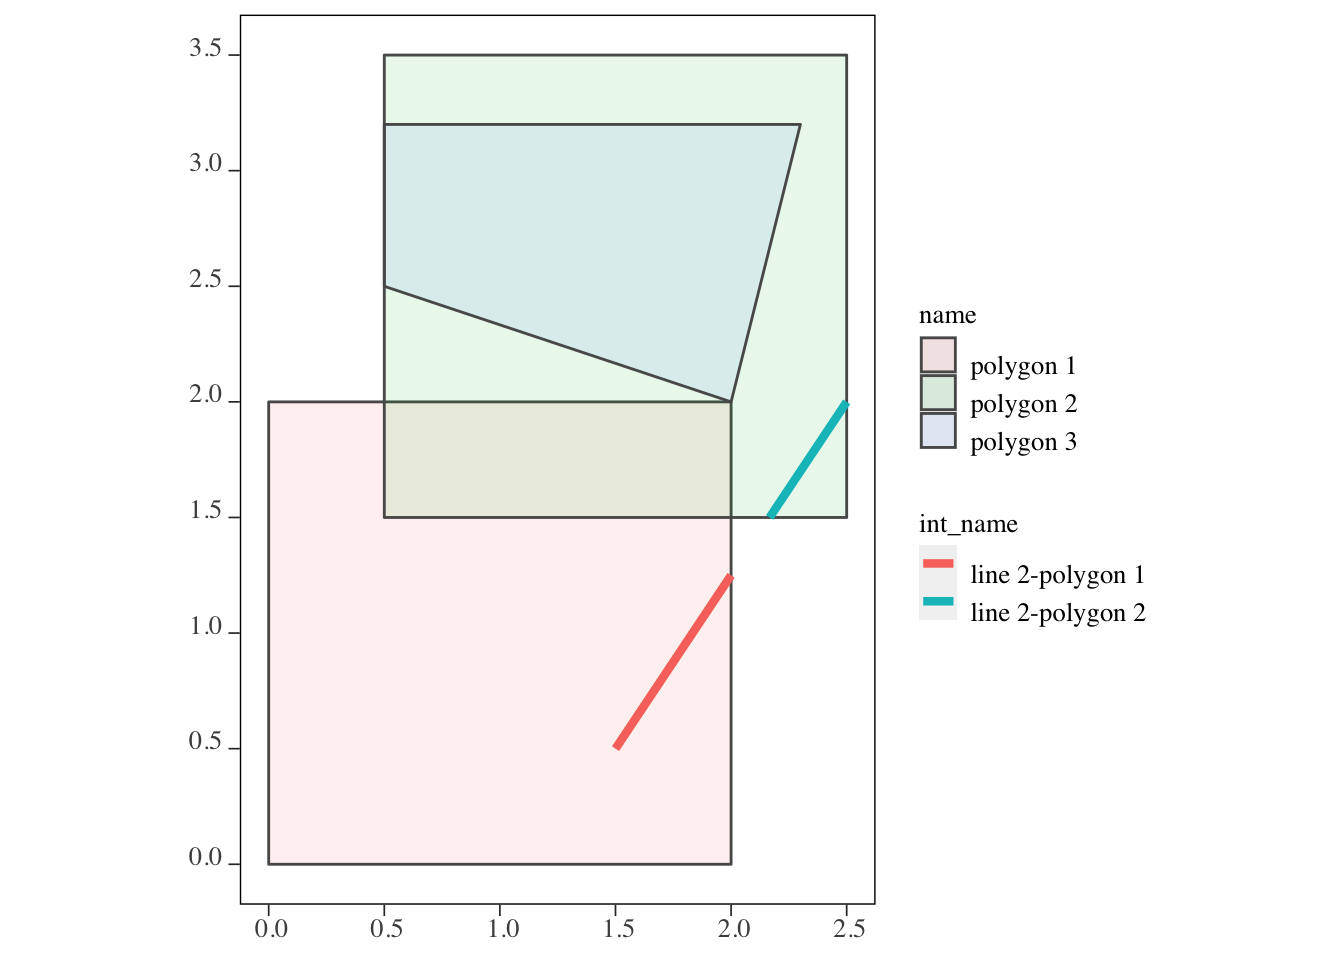 3.5
3.0
2.5
2.0
1.5
1.0
0.5
0.0
0.0 0.5 1.0 1.5 2.0 2.5
name
polygon 1
polygon 2
polygon 3
int_name
line 2-polygon 1
line 2-polygon 2